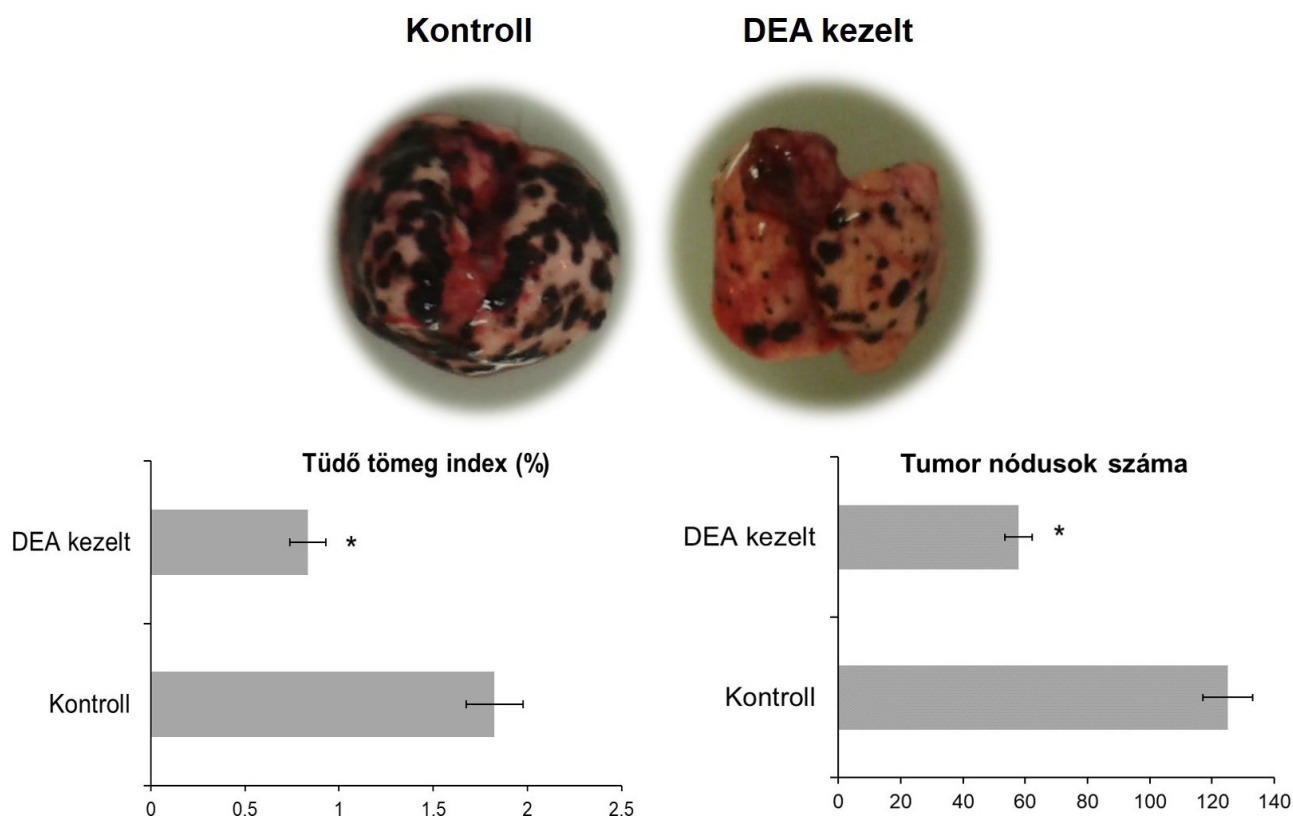 Kontroll
DEA kezelt
Tüdő tömeg index (%)
DEA kezelt
*
Kontroll
0 0.5 1 1.5 2 2.5
Tumor nódusok száma
DEA kezelt
*
Kontroll
0 20 40 60 80 100 120 140